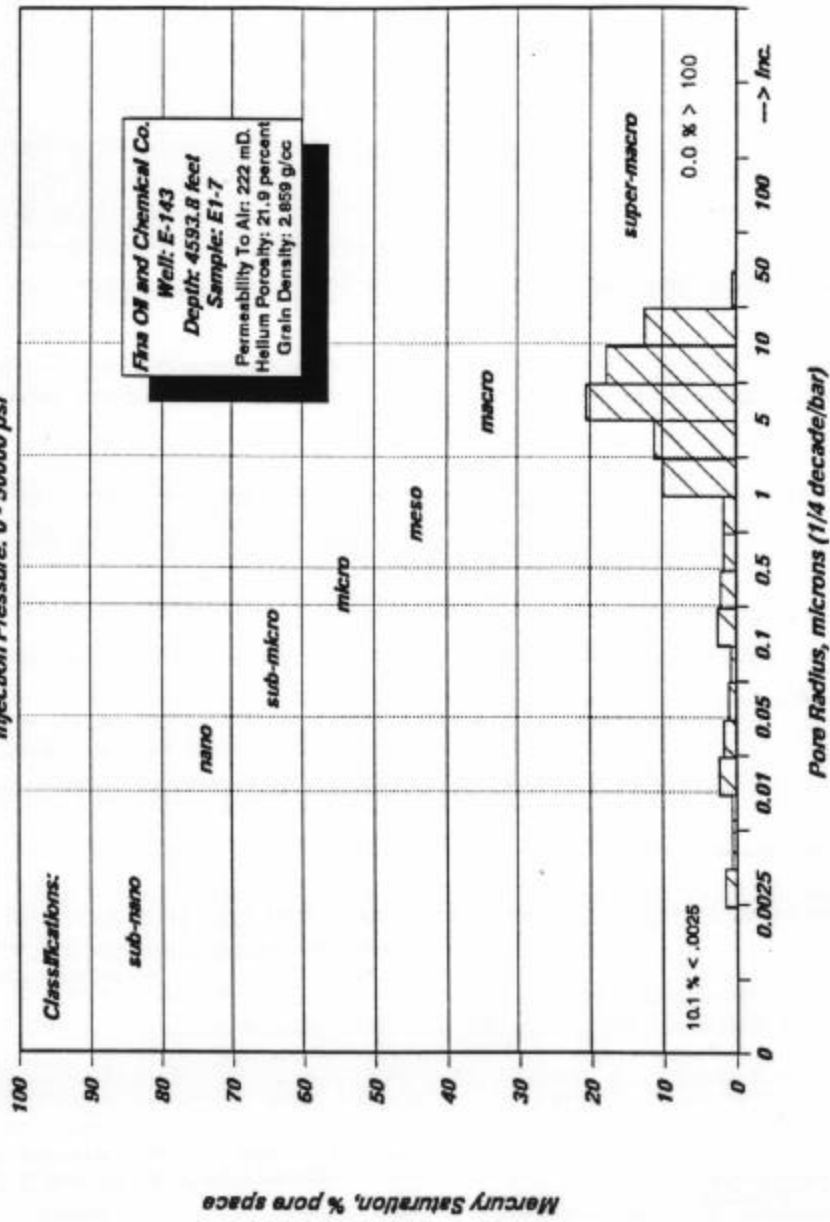 Injection Pressure: 0 - 50000 psi
Classifications:
sub-nano
nano
sub-micro
micro
meso
macro
super-macro
Fina Oil and Chemical Co.
Well: E-143
Depth: 4593.8 feet
Sample: E1-7
Permeability To Air: 222 mD.
Helium Porosity: 21.9 percent
Grain Density: 2.859 g/cc
10.1 % < .0025
0.0 % > 100
Mercury Saturation, % pore space
100
90
80
70
60
50
40
30
20
10
0
0 0.0025 0.01 0.05 0.1 0.5 1 5 10 50 100 ---> Inc.
Pore Radius, microns (1/4 decade/bar)